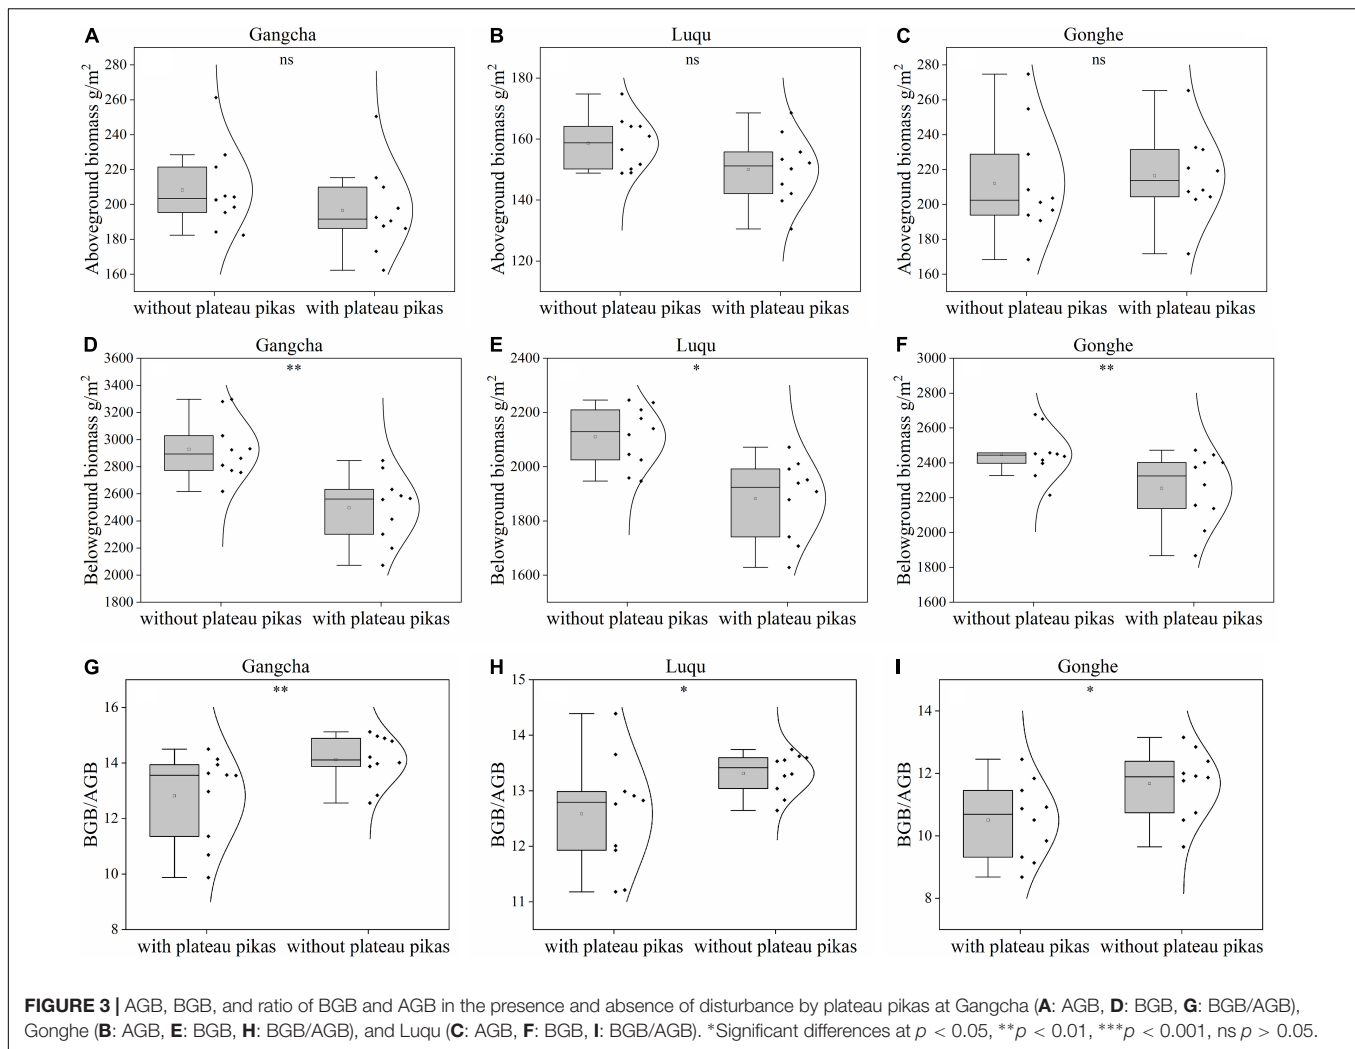 A Gangcha
ns
Aboveground biomass g/m²
280
260
240
220
200
180
160
without plateau pikas with plateau pikas
B Luqu
ns
Aboveground biomass g/m²
180
160
140
120
without plateau pikas with plateau pikas
C Gonghe
ns
Aboveground biomass g/m²
280
260
240
220
200
180
160
without plateau pikas with plateau pikas
D Gangcha
**
Belowground biomass g/m²
3600
3400
3200
3000
2800
2600
2400
2200
2000
1800
without plateau pikas with plateau pikas
E Luqu
*
Belowground biomass g/m²
2400
2200
2000
1800
1600
without plateau pikas with plateau pikas
F Gonghe
**
Belowground biomass g/m²
3000
2800
2600
2400
2200
2000
1600
without plateau pikas with plateau pikas
G Gangcha
**
BGB/AGB
16
14
12
10
8
with plateau pikas without plateau pikas
H Luqu
*
BGB/AGB
15
14
13
12
11
with plateau pikas without plateau pikas
I Gonghe
*
BGB/AGB
14
12
10
8
with plateau pikas without plateau pikas
FIGURE 3 | AGB, BGB, and ratio of BGB and AGB in the presence and absence of disturbance by plateau pikas at Gangcha (A: AGB, D: BGB, G: BGB/AGB),
Gonghe (B: AGB, E: BGB, H: BGB/AGB), and Luqu (C: AGB, F: BGB, I: BGB/AGB). *Significant differences at p < 0.05, **p < 0.01, ***p < 0.001, ns p > 0.05.